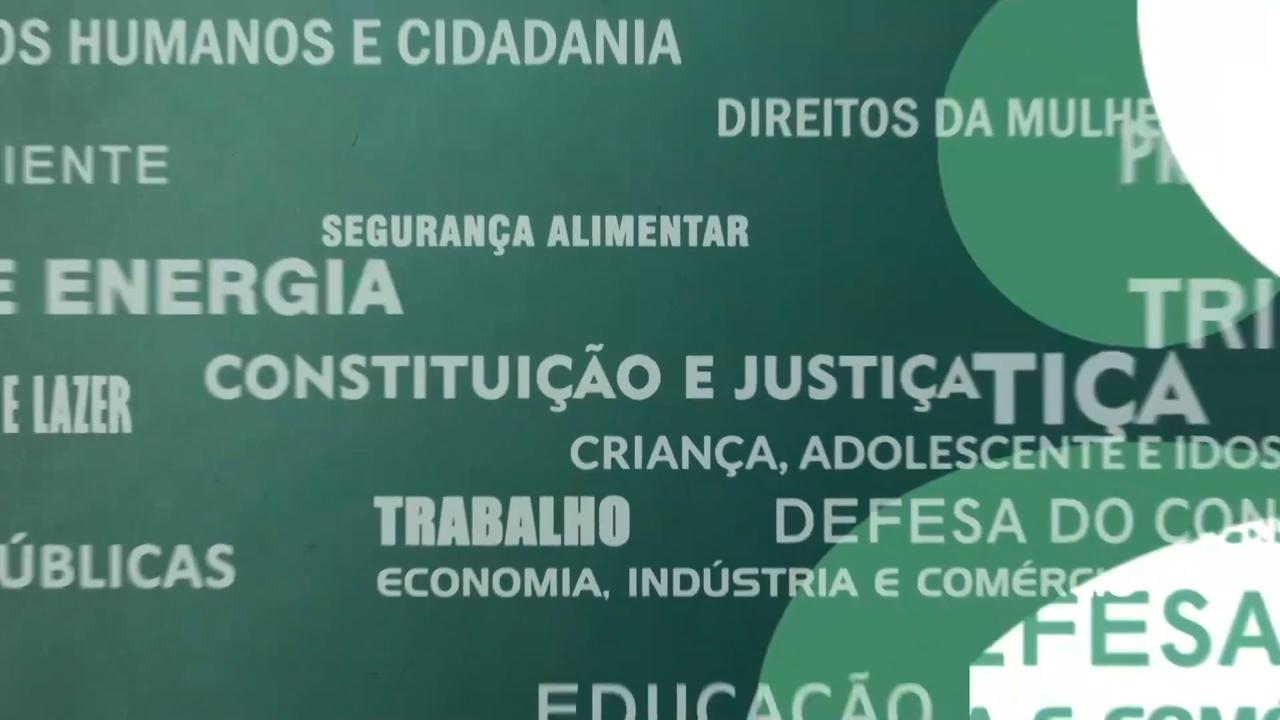 OS HUMANOS E CIDADANIA
DIREITOS DA MULHE
IENTE
SEGURANÇA ALIMENTAR
E ENERGIA
TRI
CONSTITUIÇÃO E JUSTIÇA
TIÇA
E LAZER
CRIANÇA, ADOLESCENTE E IDOS
TRABALHO
DEFESA DO CON
ÚBLICAS
ECONOMIA, INDÚSTRIA E COMÉRCI
EFESA
EDUCAÇÃO